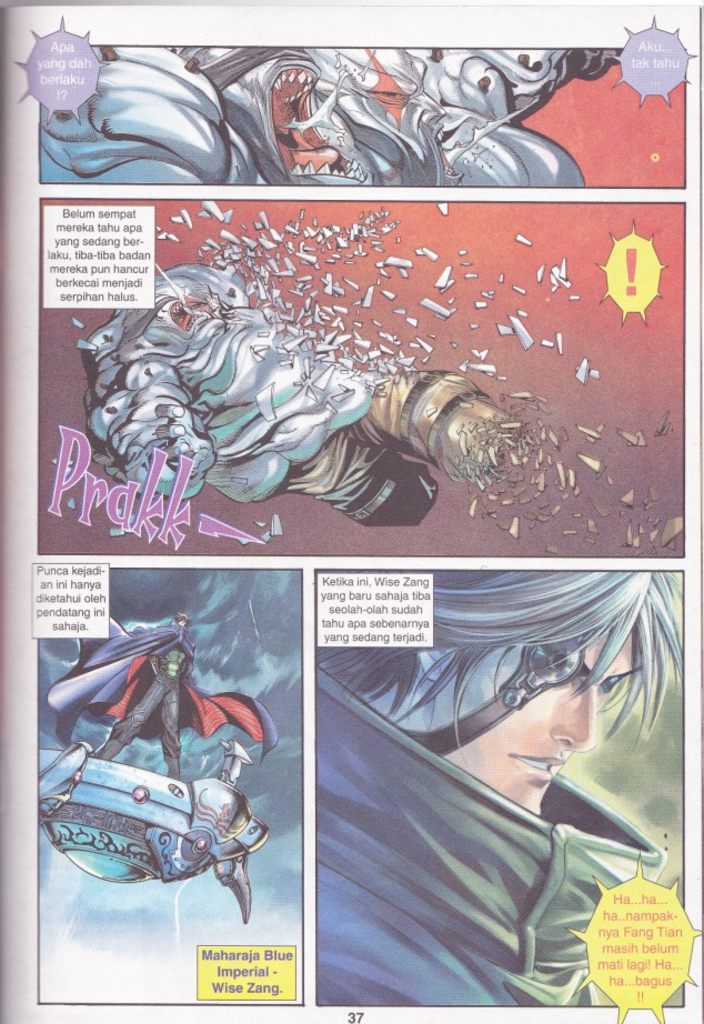 Apa
yang dah
berlaku
!?
Aku...
tak tahu
...
Belum sempat
mereka tahu apa
yang sedang ber-
laku, tiba-tiba badan
mereka pun hancur
berkecai menjadi
serpihan halus.
!
Prakk
Punca kejadi-
an ini hanya
diketahui oleh
pendatang ini
sahaja.
Maharaja Blue
Imperial -
Wise Zang.
Ketika ini, Wise Zang
yang baru sahaja tiba
seolah-olah sudah
tahu apa sebenarnya
yang sedang terjadi.
Ha...ha...
ha..nampak-
nya Fang Tian
masih belum
mati lagi! Ha...
ha...bagus
!!
37